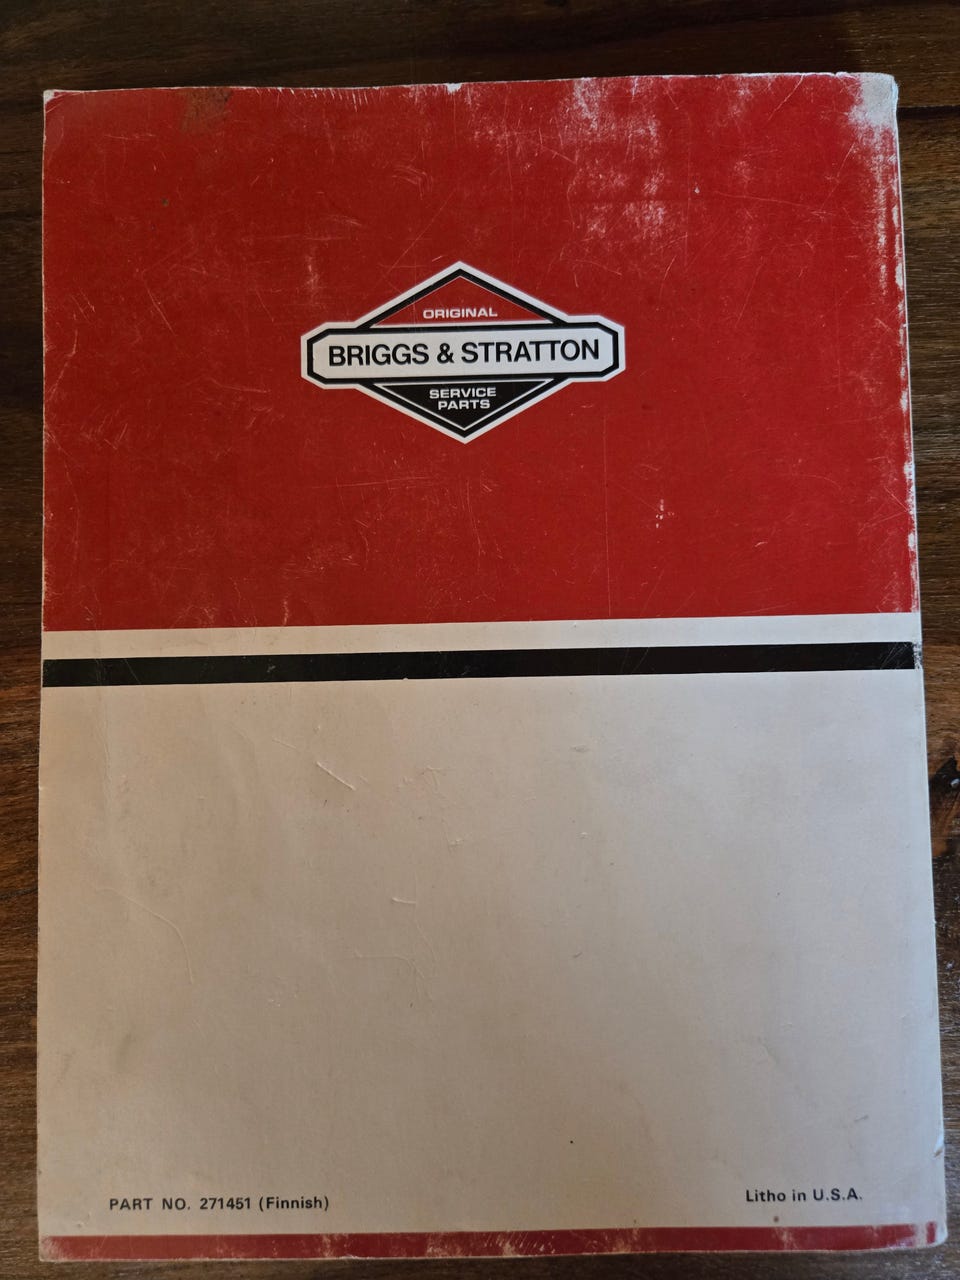 ORIGINAL
BRIGGS & STRATTON
SERVICE
PARTS
PART NO. 271451 (Finnish)
Litho in U.S.A.